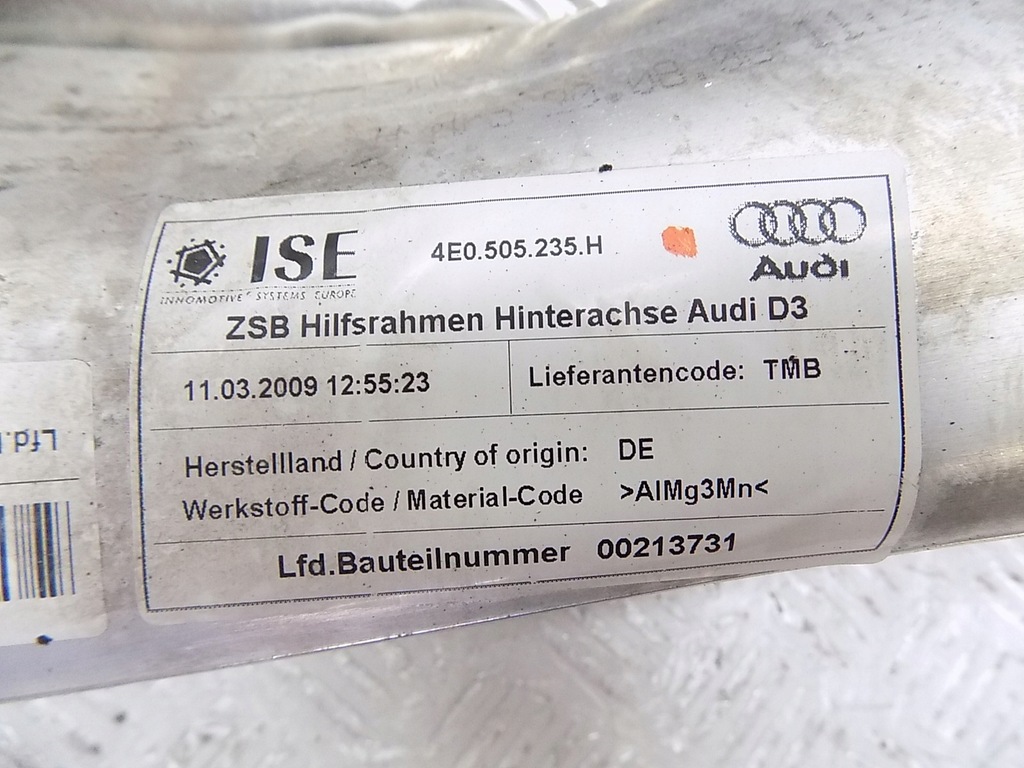 ISE
INNOMOTIVE SYSTEMS EUROPE
4E0.505.235.H
Audi
ZSB Hilfsrahmen Hinterachse Audi D3
11.03.2009 12:55:23
Lieferantencode: TMB
Herstellland / Country of origin: DE
Werkstoff-Code / Material-Code >AlMg3Mn<
Lfd.Bauteilnummer 00213731
Lfd.